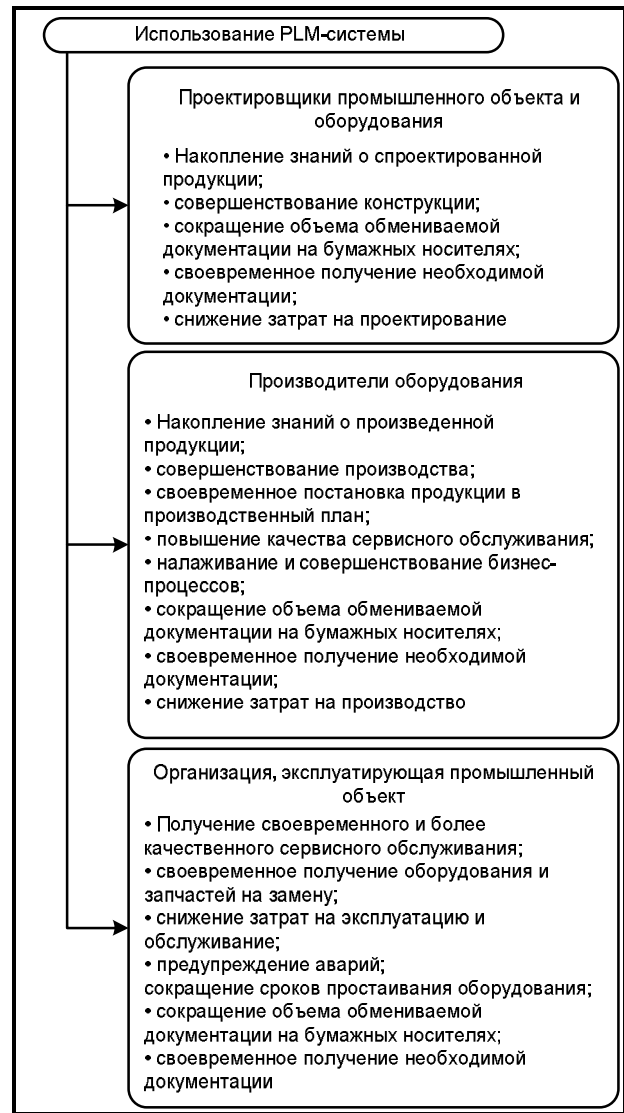 Использование PLM-системы
Проектировщики промышленного объекта и
оборудования
• Накопление знаний о спроектированной
продукции;
• совершенствование конструкции;
• сокращение объема обмениваемой
документации на бумажных носителях;
• своевременное получение необходимой
документации;
• снижение затрат на проектирование
Производители оборудования
• Накопление знаний о произведенной
продукции;
• совершенствование производства;
• своевременное постановка продукции в
производственный план;
• повышение качества сервисного обслуживания;
• налаживание и совершенствование бизнес-
процессов;
• сокращение объема обмениваемой
документации на бумажных носителях;
• своевременное получение необходимой
документации;
• снижение затрат на производство
Организация, эксплуатирующая промышленный
объект
• Получение своевременного и более
качественного сервисного обслуживания;
• своевременное получение оборудования и
запчастей на замену;
• снижение затрат на эксплуатацию и
обслуживание;
• предупреждение аварий;
сокращение сроков простаивания оборудования;
• сокращение объема обмениваемой
документации на бумажных носителях;
• своевременное получение необходимой
документации